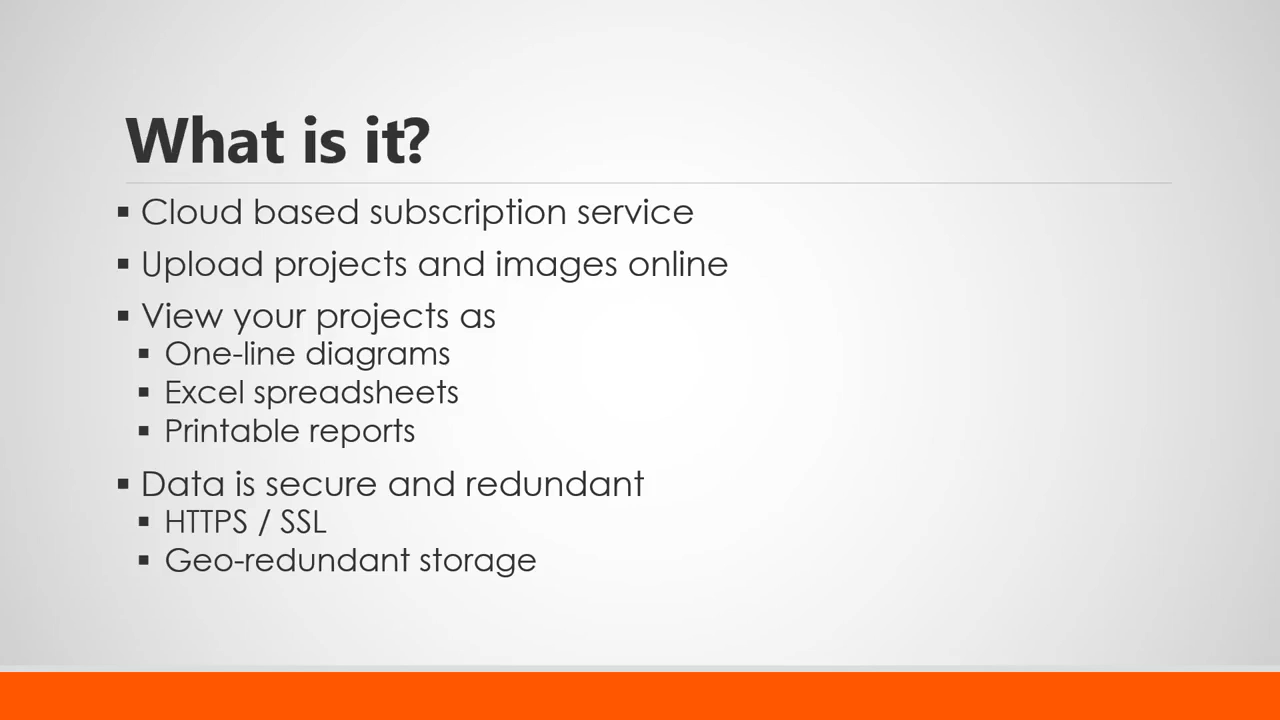 What is it?
▪ Cloud based subscription service
▪ Upload projects and images online
▪ View your projects as
▪ One-line diagrams
▪ Excel spreadsheets
▪ Printable reports
▪ Data is secure and redundant
▪ HTTPS / SSL
▪ Geo-redundant storage